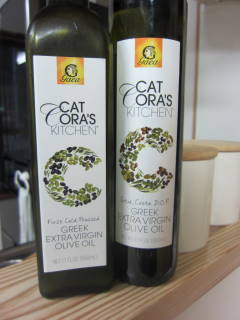 gaea
CAT
CORA'S
KITCHEN
First Cold Pressed
GREEK
EXTRA VIRGIN
OLIVE OIL
gaea
CAT
CORA'S
KITCHEN
GREEK
EXTRA VIRGIN
OLIVE OIL